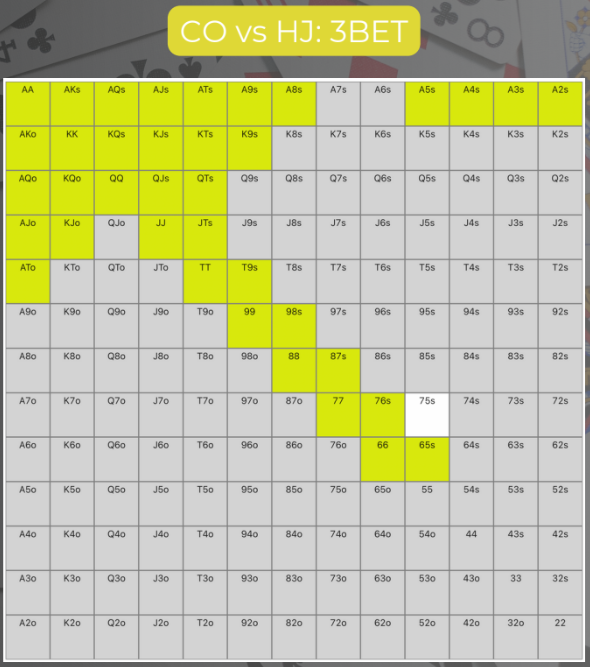 CO vs HJ: 3BET
AA AKs AQs AJs ATs A9s A8s A7s A6s A5s A4s A3s A2s
AKo KK KQs KJs KTs K9s K8s K7s K6s K5s K4s K3s K2s
AQo KQo QQ QJs QTs Q9s Q8s Q7s Q6s Q5s Q4s Q3s Q2s
AJo KJo QJo JJ JTs J9s J8s J7s J6s J5s J4s J3s J2s
ATo KTo QTo JTo TT T9s T8s T7s T6s T5s T4s T3s T2s
A9o K9o Q9o J9o T9o 99 98s 97s 96s 95s 94s 93s 92s
A8o K8o Q8o J8o T8o 98o 88 87s 86s 85s 84s 83s 82s
A7o K7o Q7o J7o T7o 97o 87o 77 76s 75s 74s 73s 72s
A6o K6o Q6o J6o T6o 96o 86o 76o 66 65s 64s 63s 62s
A5o K5o Q5o J5o T5o 95o 85o 75o 65o 55 54s 53s 52s
A4o K4o Q4o J4o T4o 94o 84o 74o 64o 54o 44 43s 42s
A3o K3o Q3o J3o T3o 93o 83o 73o 63o 53o 43o 33 32s
A2o K2o Q2o J2o T2o 92o 82o 72o 62o 52o 42o 32o 22